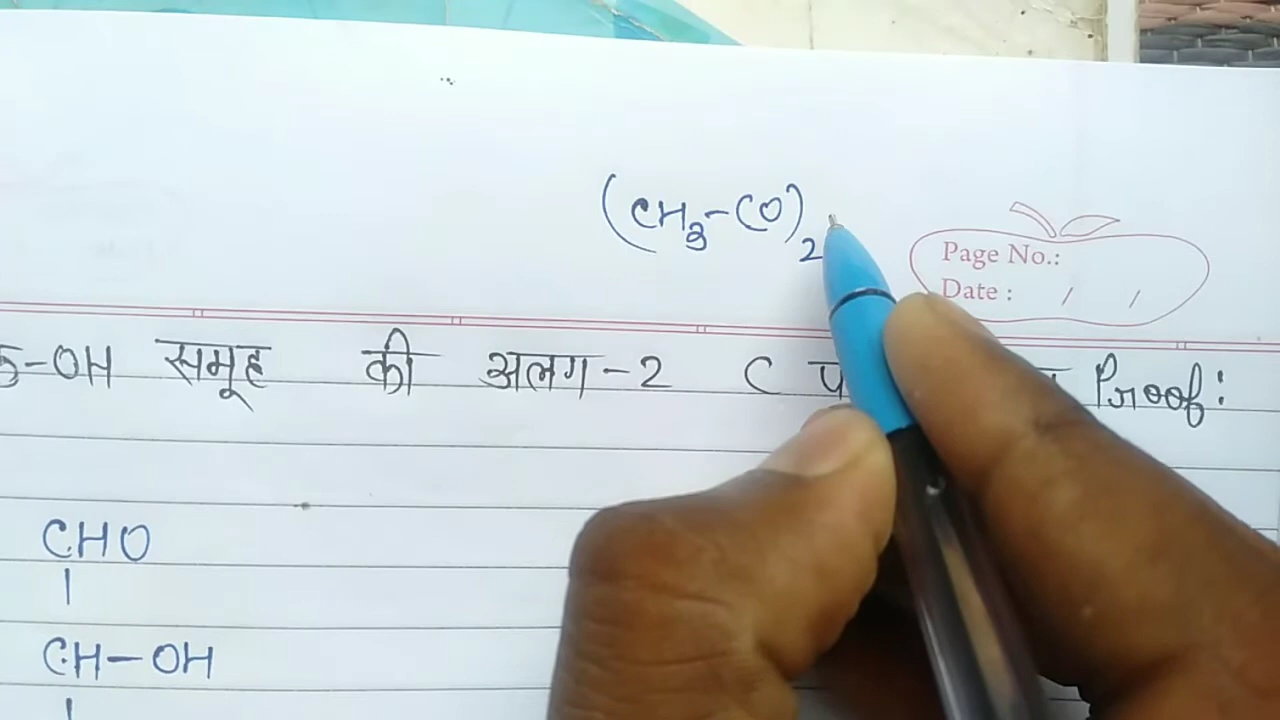 (CH3-CO)2
Page No.:
Date : / /
-OH समूह की अलग-2 C Proof:
CHO
|
CH-OH
|